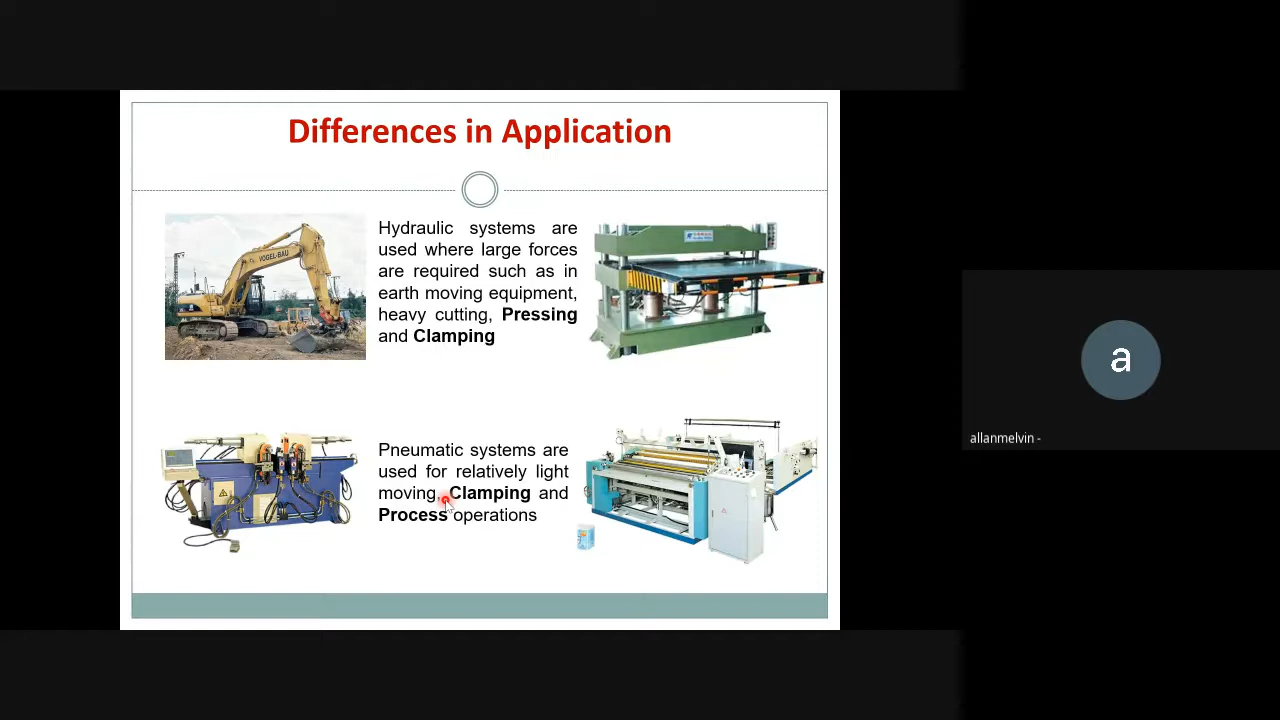 Differences in Application
VOGEL-BAU
Hydraulic systems are
used where large forces
are required such as in
earth moving equipment,
heavy cutting, Pressing
and Clamping
Pneumatic systems are
used for relatively light
moving, Clamping and
Process operations
a
allanmelvin -